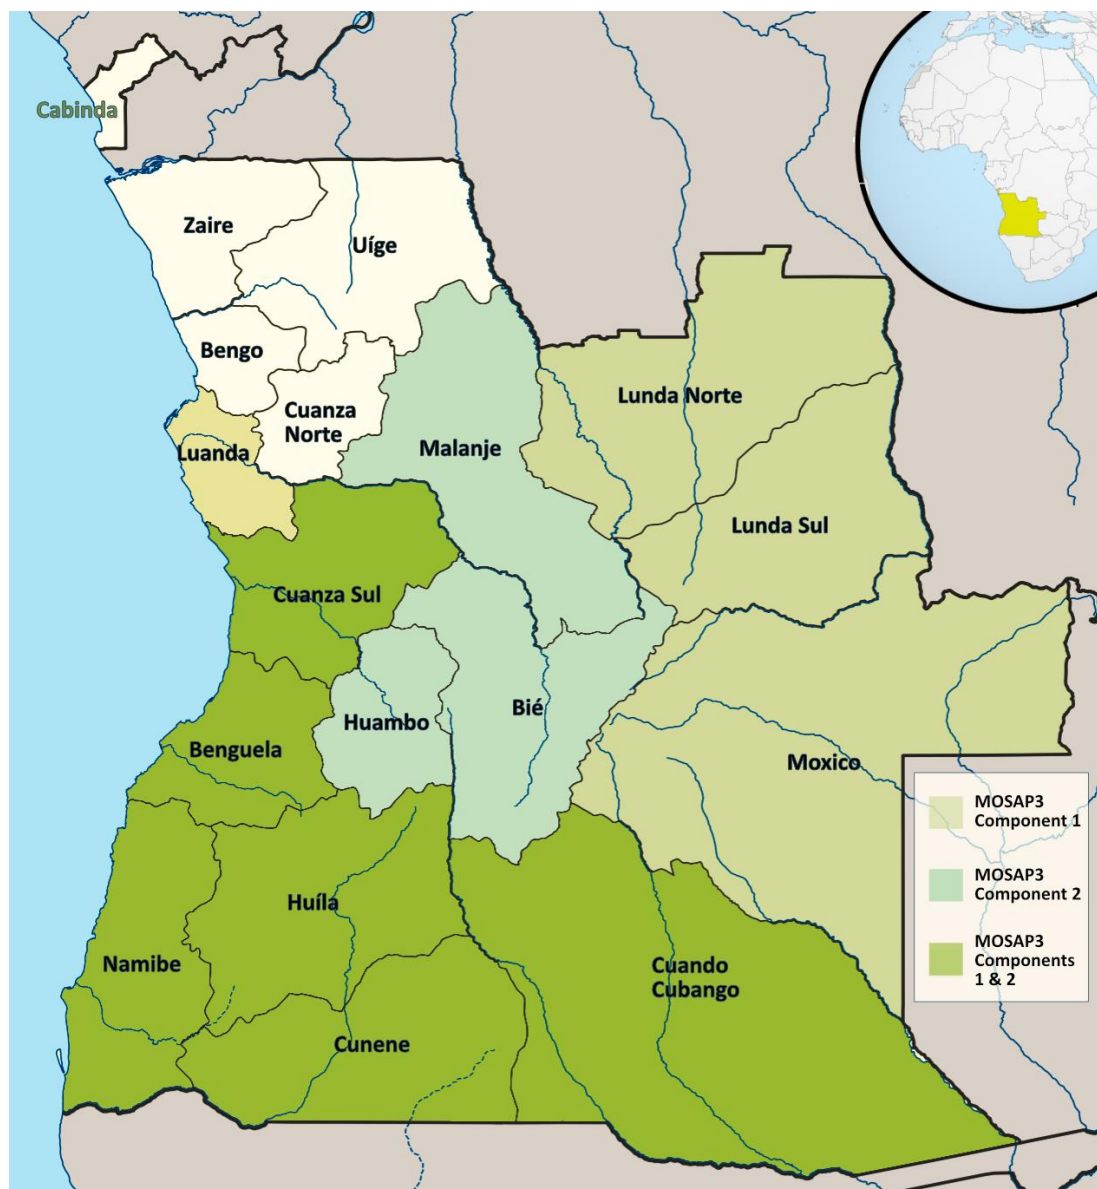 Cabinda
Zaire
Uíge
Bengo
Cuanza
Norte
Luanda
Malanje
Lunda Norte
Lunda Sul
Cuanza Sul
Huambo
Bié
Benguela
Moxico
Huíla
Namibe
Cuando
Cubango
Cunene
MOSAP3
Component 1
MOSAP3
Component 2
MOSAP3
Components
1 & 2